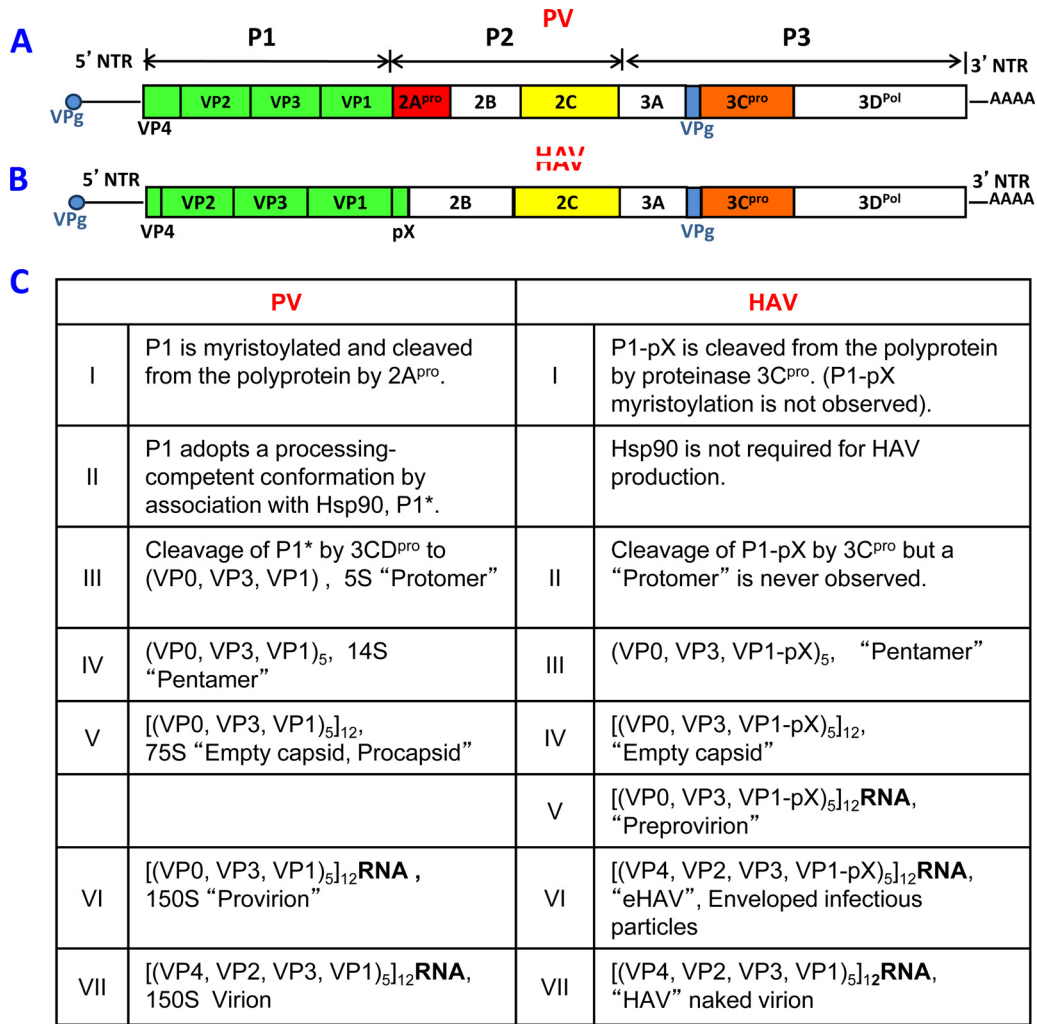 PV
A
P1
P2
P3
5’ NTR
3’ NTR
VP2
VP3
VP1
2Apro
2B
2C
3A
3Cpro
3DPol
AAAA
VPg
VP4
VPg
HAV
B
5’ NTR
3’ NTR
VP2
VP3
VP1
2B
2C
3A
3Cpro
3DPol
AAAA
VPg
VP4
pX
VPg
C
PV
HAV
I
P1 is myristoylated and cleaved
from the polyprotein by 2Apro.
I
P1-pX is cleaved from the polyprotein
by proteinase 3Cpro. (P1-pX
myristoylation is not observed).
II
P1 adopts a processing-
competent conformation by
association with Hsp90, P1*.
Hsp90 is not required for HAV
production.
III
Cleavage of P1* by 3CDpro to
(VP0, VP3, VP1) , 5S “Protomer”
II
Cleavage of P1-pX by 3Cpro but a
“Protomer” is never observed.
IV
(VP0, VP3, VP1)5, 14S
“Pentamer”
III
(VP0, VP3, VP1-pX)5, “Pentamer”
V
[(VP0, VP3, VP1)5]12,
75S “Empty capsid, Procapsid”
IV
[(VP0, VP3, VP1-pX)5]12,
“Empty capsid”
V
[(VP0, VP3, VP1-pX)5]12RNA,
“Preprovirion”
VI
[(VP0, VP3, VP1)5]12RNA ,
150S “Provirion”
VI
[(VP4, VP2, VP3, VP1-pX)5]12RNA,
“eHAV”, Enveloped infectious
particles
VII
[(VP4, VP2, VP3, VP1)5]12RNA,
150S Virion
VII
[(VP4, VP2, VP3, VP1)5]12RNA,
“HAV” naked virion